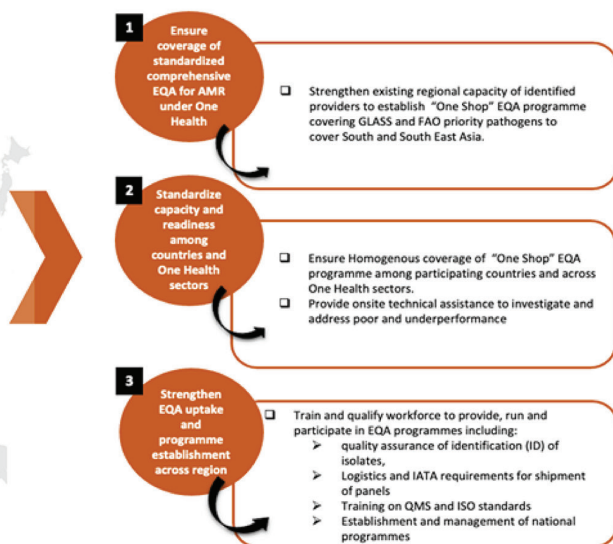 1
Ensure
coverage of
standardized
comprehensive
EQA for AMR
under One
Health
❑ Strengthen existing regional capacity of identified
providers to establish “One Shop” EQA programme
covering GLASS and FAO priority pathogens to
cover South and South East Asia.
2
Standardize
capacity and
readiness
among
countries and
One Health
sectors
❑ Ensure Homogenous coverage of “One Shop” EQA
programme among participating countries and across
One Health sectors.
❑ Provide onsite technical assistance to investigate and
address poor and underperformance
3
Strengthen
EQA uptake
and
programme
establishment
across region
❑ Train and qualify workforce to provide, run and
participate in EQA programmes including:
➢ quality assurance of identification (ID) of
isolates,
➢ Logistics and IATA requirements for shipment
of panels
➢ Training on QMS and ISO standards
➢ Establishment and management of national
programmes